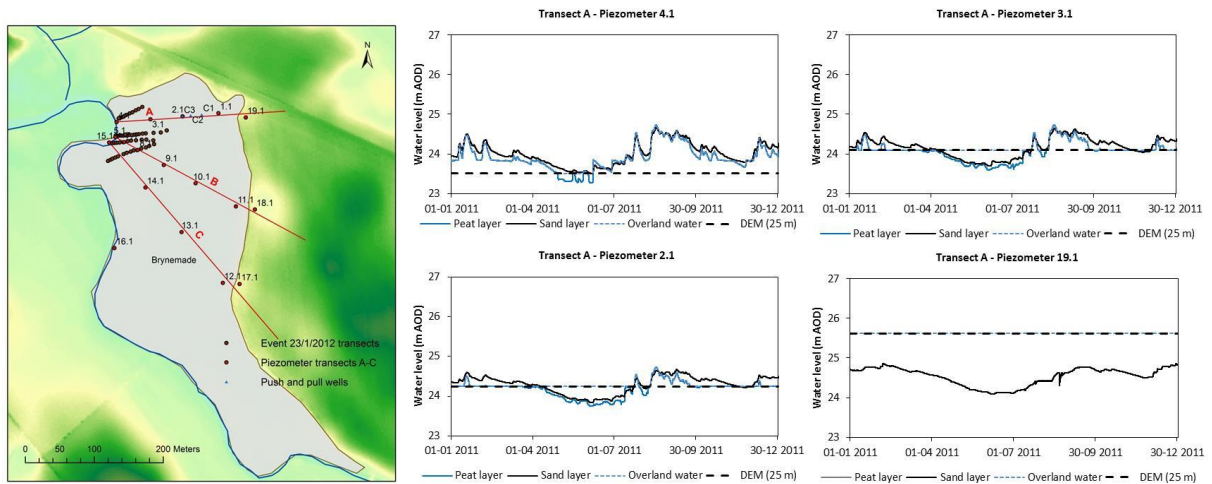 N
A
2.1C3
C1
1.1
19.1
3.1
C2
15.1
9.1
14.1
10.1
B
11.1
18.1
13.1
C
16.1
Brynemade
12.1
17.1
Event 23/1/2012 transects
Piezometer transects A-C
Push and pull wells
0 50 100 200 Meters
Transect A - Piezometer 4.1
Water level (m AOD)
27
26
25
24
23
01-01 2011 01-04 2011 01-07 2011 30-09 2011 30-12 2011
Peat layer Sand layer Overland water DEM (25 m)
Transect A - Piezometer 3.1
Water level (m AOD)
27
26
25
24
23
01-01 2011 01-04 2011 01-07 2011 30-09 2011 30-12 2011
Peat layer Sand layer Overland water DEM (25 m)
Transect A - Piezometer 2.1
Water level (m AOD)
27
26
25
24
23
01-01 2011 01-04 2011 01-07 2011 30-09 2011 30-12 2011
Peat layer Sand layer Overland water DEM (25 m)
Transect A - Piezometer 19.1
Water level (m AOD)
27
26
25
24
23
01-01 2011 01-04 2011 01-07 2011 30-09 2011 30-12 2011
Peat layer Sand layer Overland water DEM (25 m)